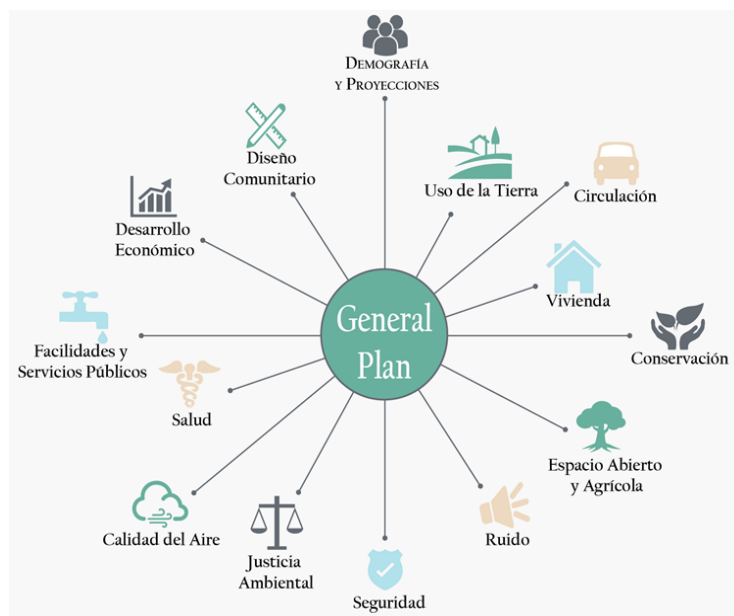 DEMOGRAFÍA
Y PROYECCIONES
Diseño
Comunitario
Uso de la Tierra
Circulación
Desarrollo
Económico
Vivienda
General
Plan
Facilidades y
Servicios Públicos
Conservación
Salud
Espacio Abierto
y Agrícola
Calidad del Aire
Justicia
Ambiental
Ruido
Seguridad